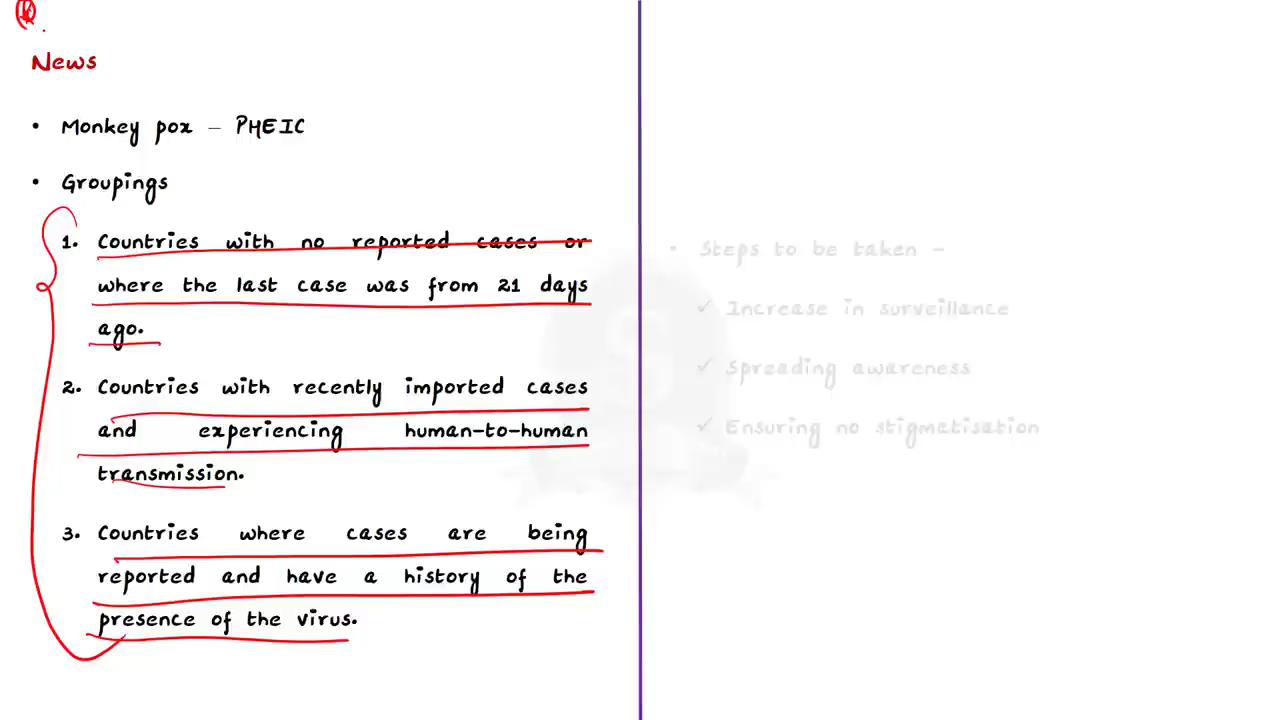 News
• Monkey pox – PHEIC
• Groupings
1. Countries with no reported cases or
where the last case was from 21 days
ago.
2. Countries with recently imported cases
and experiencing human-to-human
transmission.
3. Countries where cases are being
reported and have a history of the
presence of the virus.
• Steps to be taken –
✓ Increase in surveillance
✓ Spreading awareness
✓ Ensuring no stigmatisation